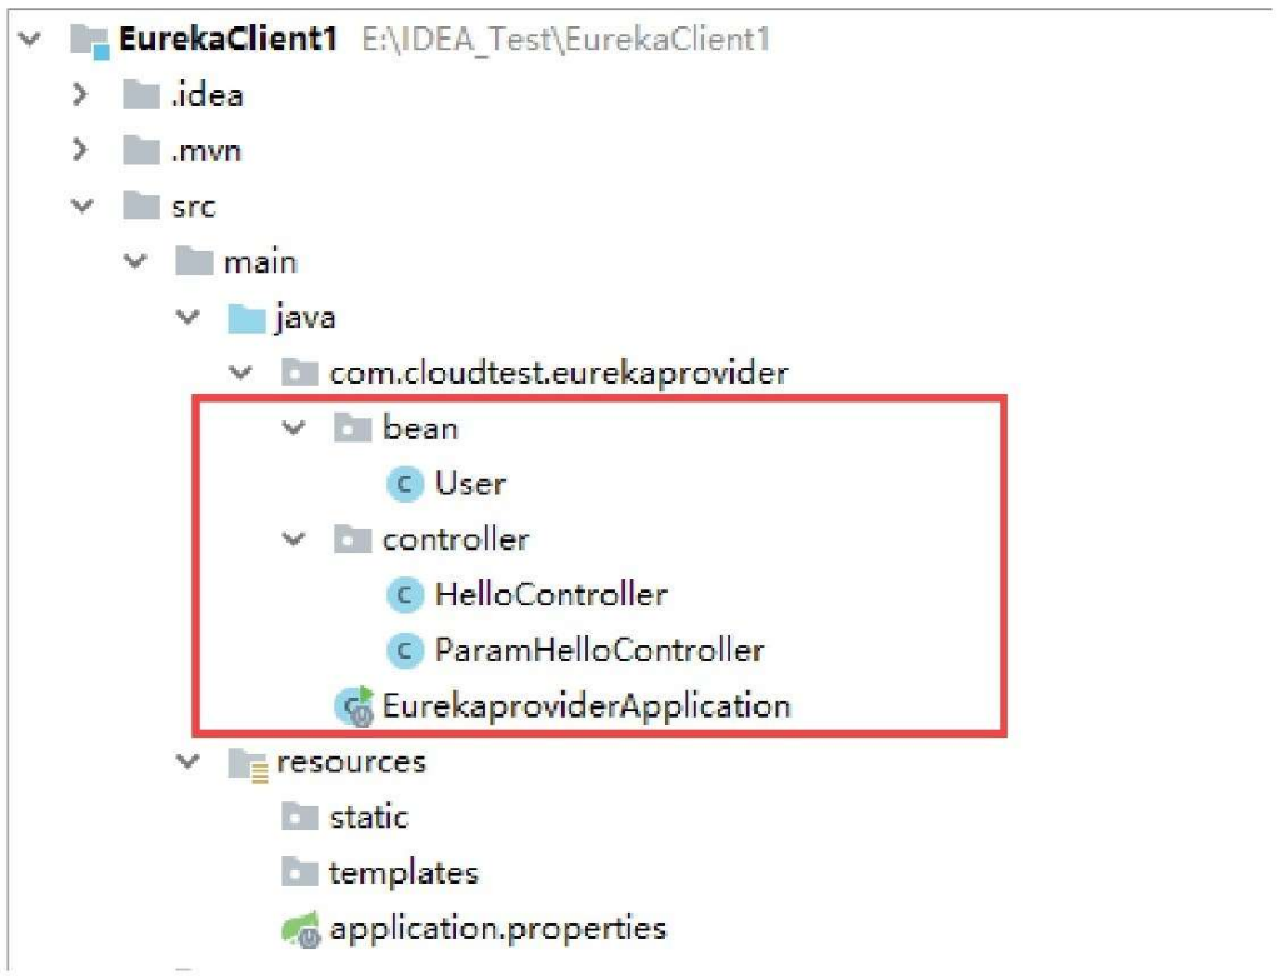 EurekaClient1 E:\IDEA_Test\EurekaClient1
.idea
.mvn
src
main
java
com.cloudtest.eurekaprovider
bean
User
controller
HelloController
ParamHelloController
EurekaproviderApplication
resources
static
templates
application.properties